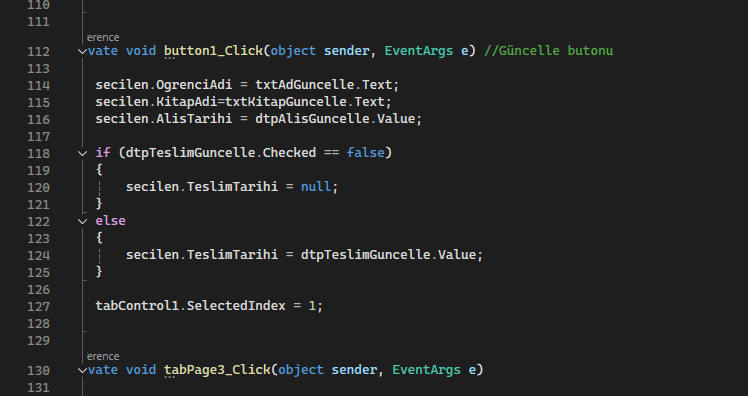 110
111
erence
112 vate void button1_Click(object sender, EventArgs e) //Güncelle butonu
113
114 secilen.OgrenciAdi = txtAdGuncelle.Text;
115 secilen.KitapAdi=txtKitapGuncelle.Text;
116 secilen.AlisTarihi = dtpAlisGuncelle.Value;
117
118 if (dtpTeslimGuncelle.Checked == false)
119 {
120 secilen.TeslimTarihi = null;
121 }
122 else
123 {
124 secilen.TeslimTarihi = dtpTeslimGuncelle.Value;
125 }
126
127 tabControl1.SelectedIndex = 1;
128
129
erence
130 vate void tabPage3_Click(object sender, EventArgs e)
131